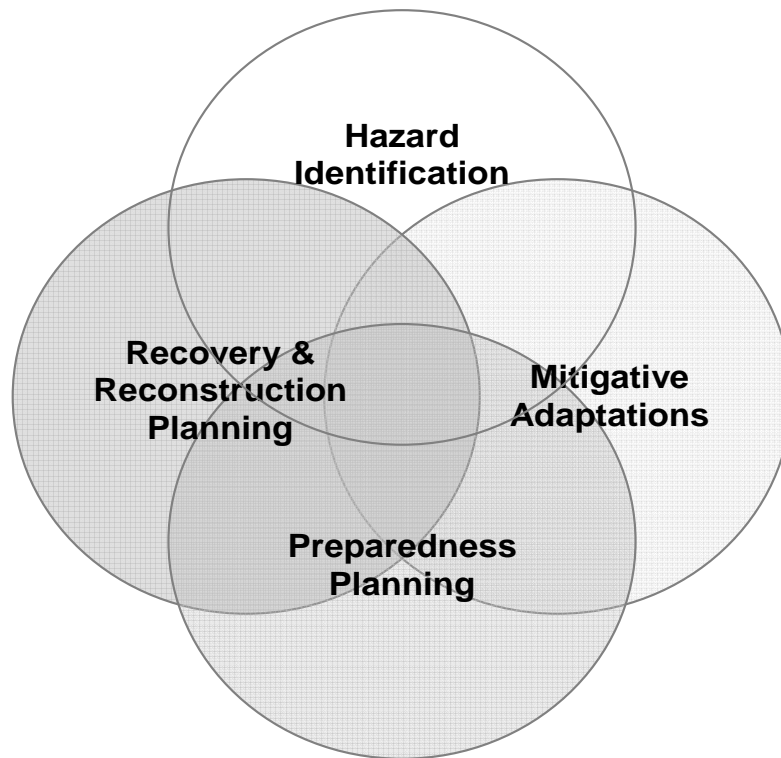 Hazard
Identification
Recovery &
Reconstruction
Planning
Mitigative
Adaptations
Preparedness
Planning